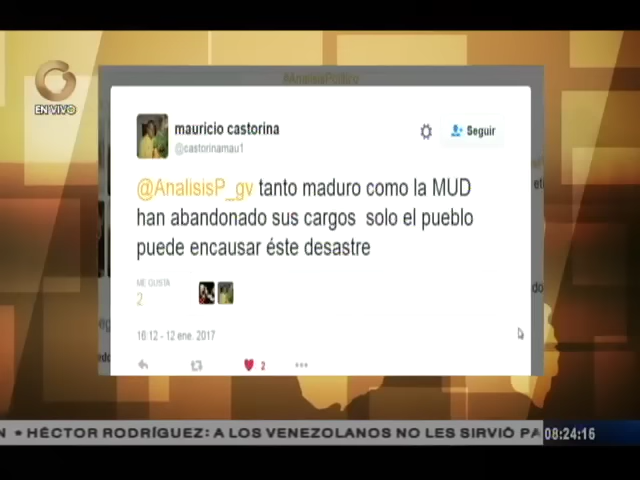 EN VIVO
mauricio castorina
@castorinamau1
Seguir
@AnalisisP_gv tanto maduro como la MUD
han abandonado sus cargos solo el pueblo
puede encausar éste desastre
ME GUSTA
2
16:12 - 12 ene. 2017
2
• HÉCTOR RODRÍGUEZ: A LOS VENEZOLANOS NO LES SIRVIÓ
08:24:16